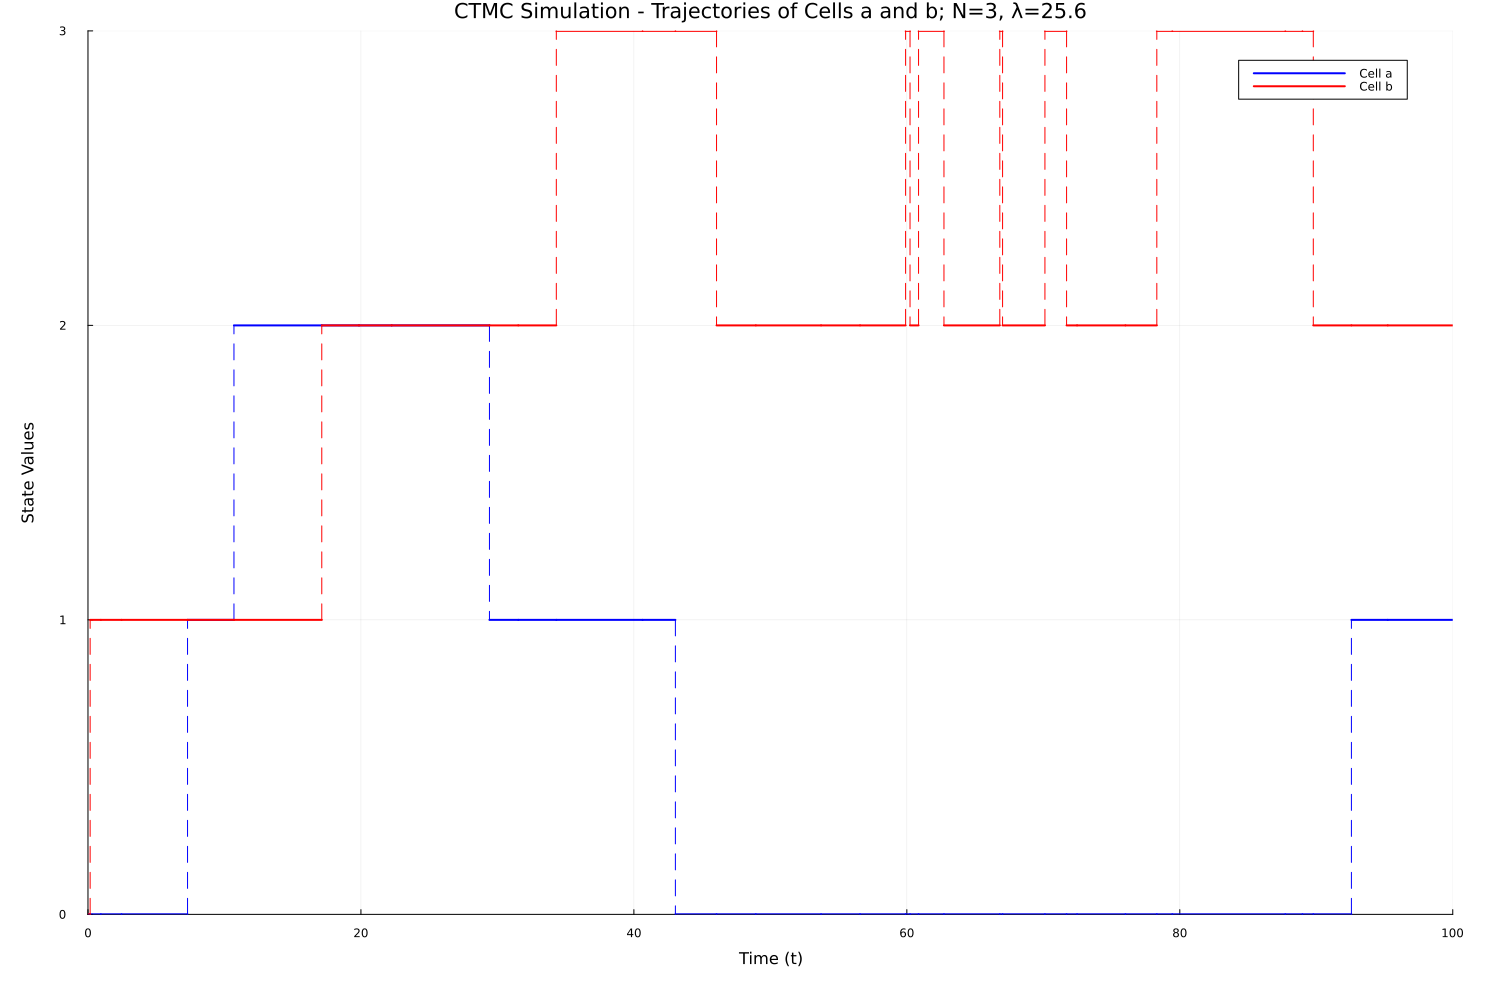 CTMC Simulation - Trajectories of Cells a and b; N=3, λ=25.6
3
Cell a
Cell b
2
State Values
1
0
0 20 40 60 80 100
Time (t)